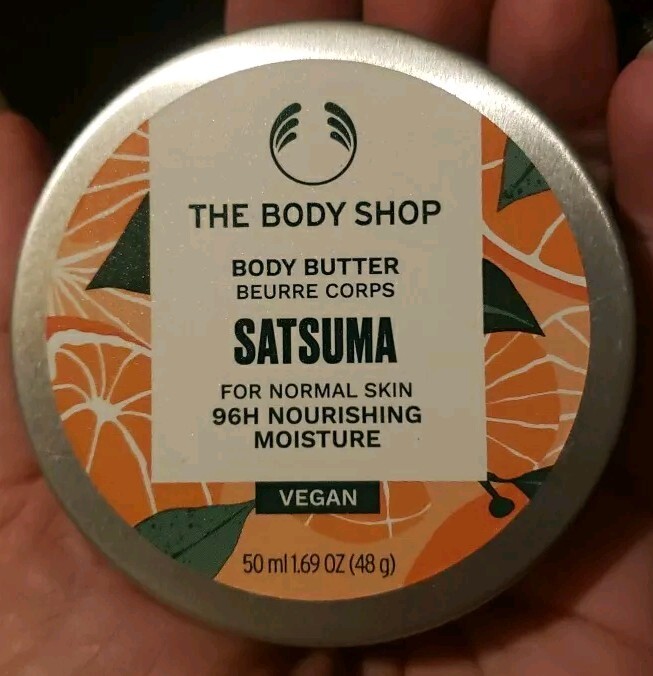 THE BODY SHOP
BODY BUTTER
BEURRE CORPS
SATSUMA
FOR NORMAL SKIN
96H NOURISHING
MOISTURE
VEGAN
50 ml 1.69 OZ (48 g)